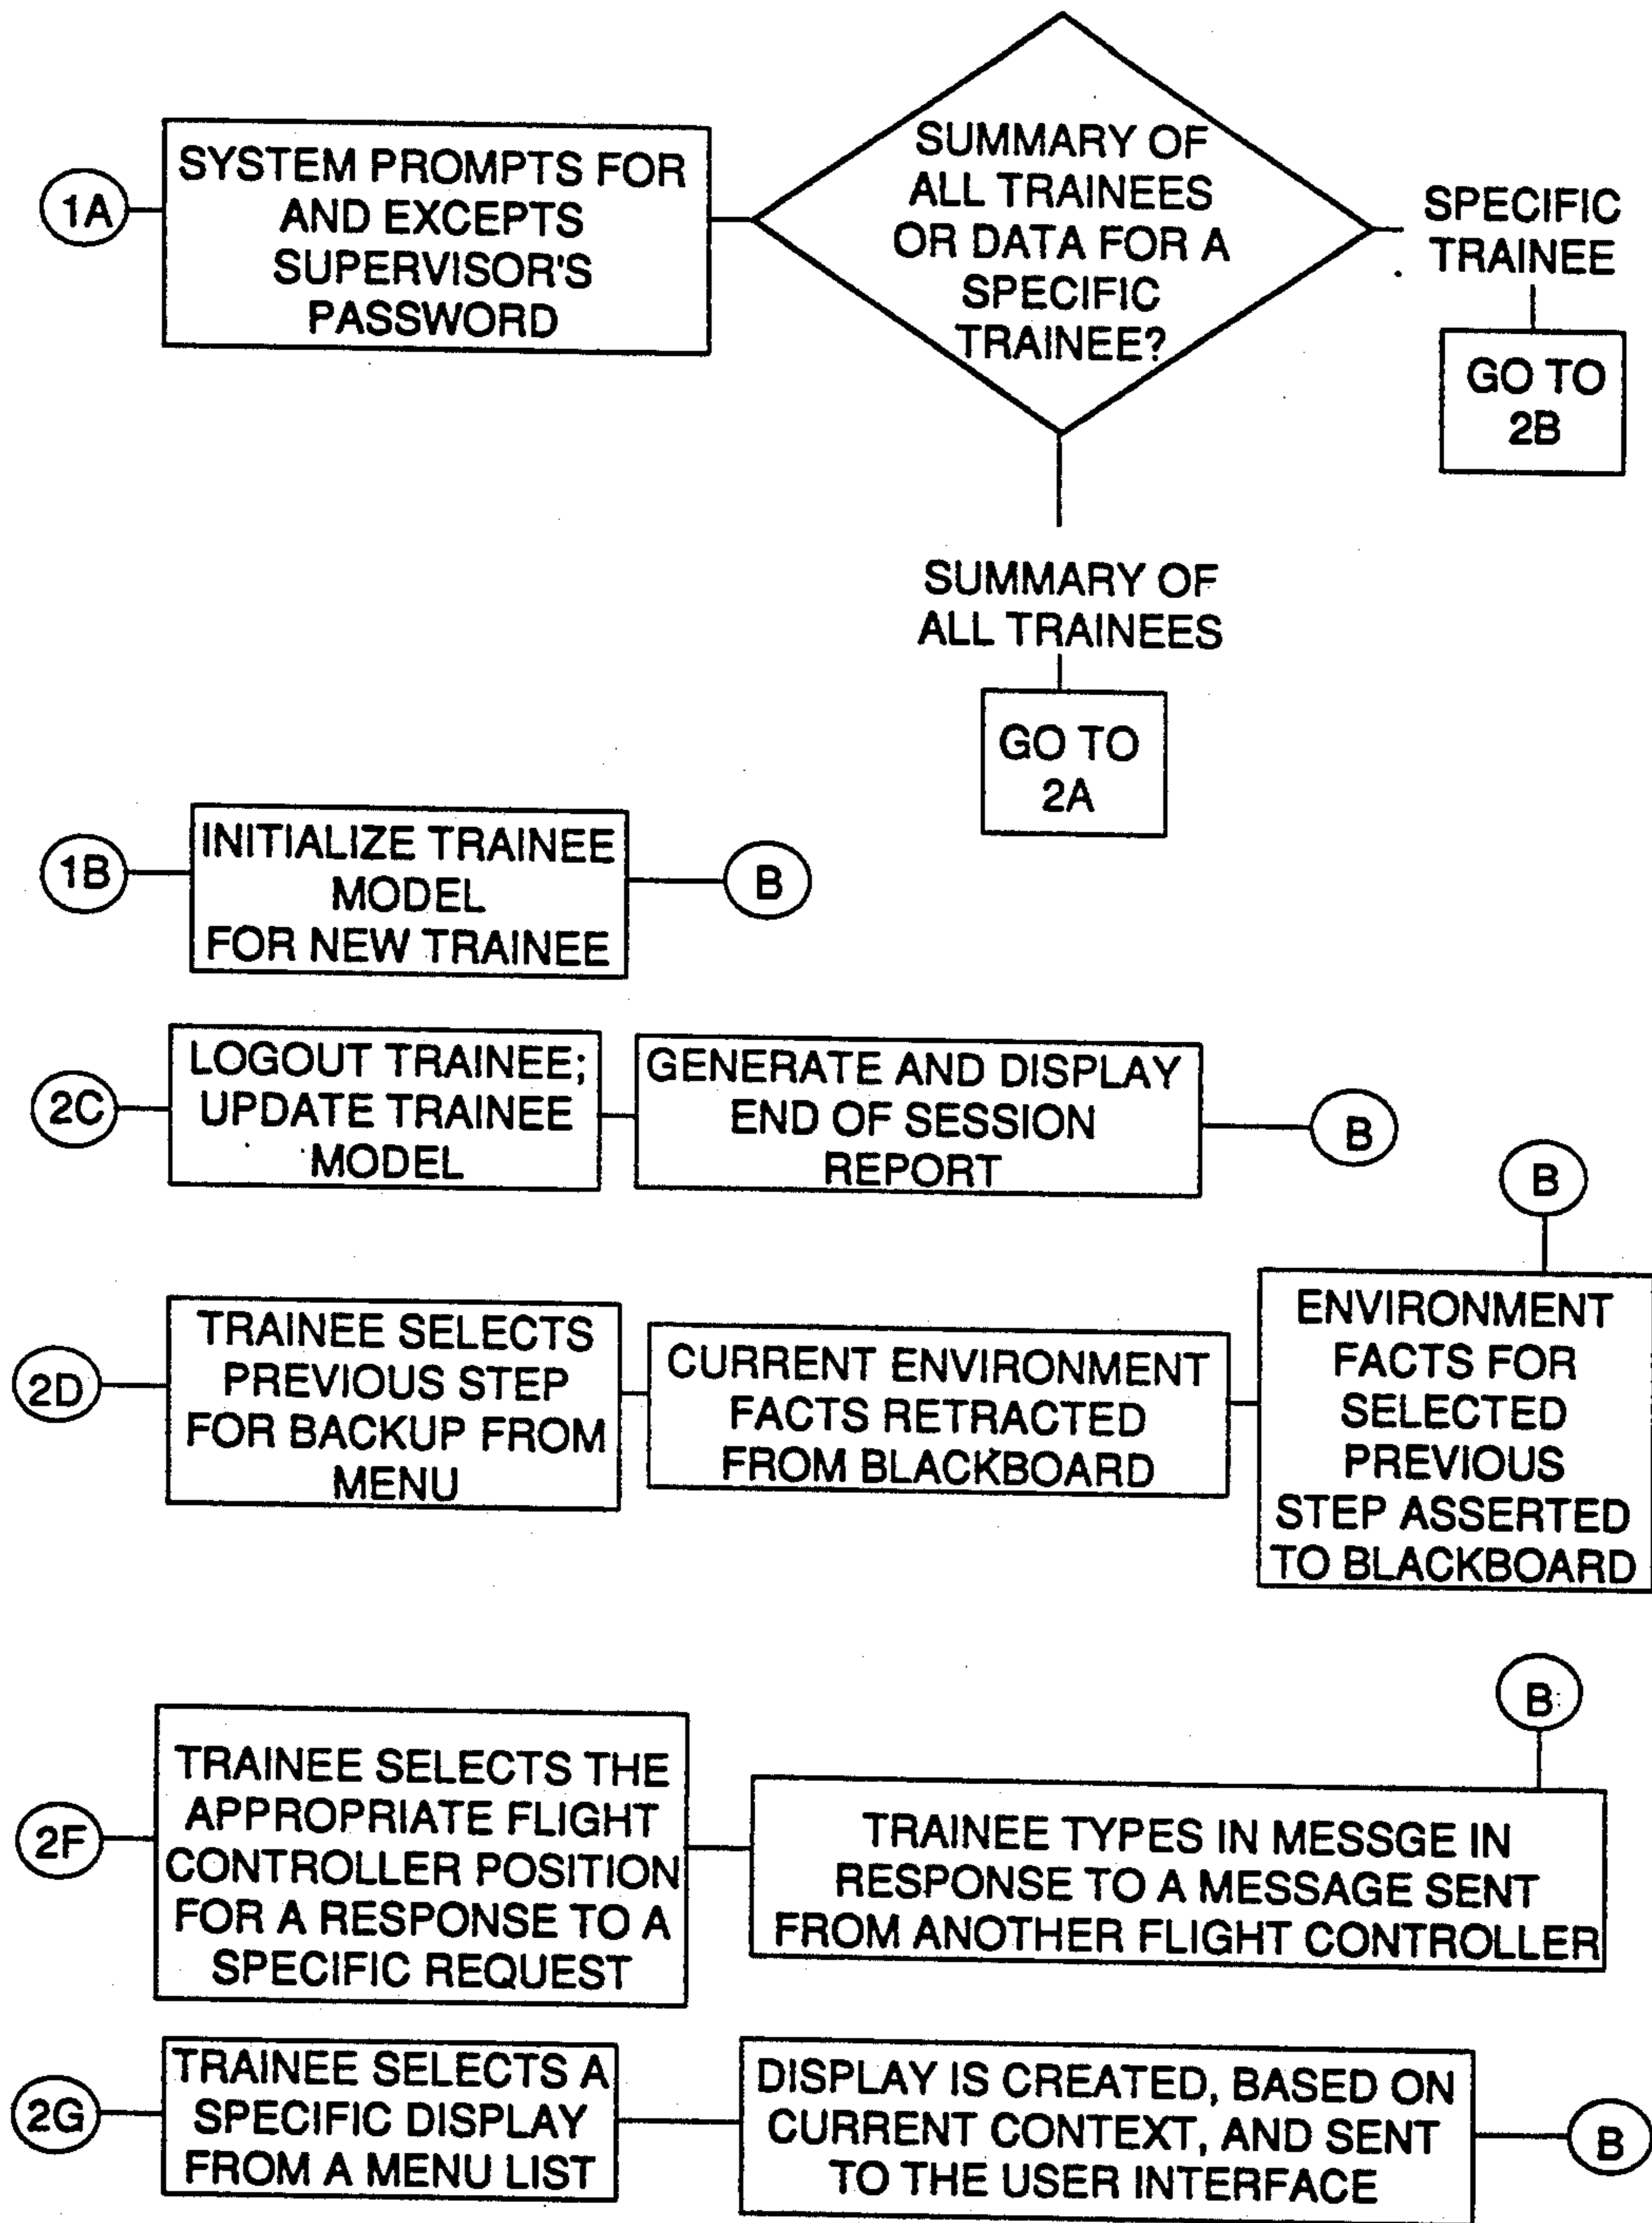 1A
SYSTEM PROMPTS FOR
AND EXCEPTS
SUPERVISOR'S
PASSWORD
SUMMARY OF
ALL TRAINEES
OR DATA FOR A
SPECIFIC
TRAINEE?
SPECIFIC
TRAINEE
GO TO
2B
SUMMARY OF
ALL TRAINEES
GO TO
2A
1B
INITIALIZE TRAINEE
MODEL
FOR NEW TRAINEE
B
2C
LOGOUT TRAINEE;
UPDATE TRAINEE
MODEL
GENERATE AND DISPLAY
END OF SESSION
REPORT
B
2D
TRAINEE SELECTS
PREVIOUS STEP
FOR BACKUP FROM
MENU
CURRENT ENVIRONMENT
FACTS RETRACTED
FROM BLACKBOARD
B
ENVIRONMENT
FACTS FOR
SELECTED
PREVIOUS
STEP ASSERTED
TO BLACKBOARD
2F
TRAINEE SELECTS THE
APPROPRIATE FLIGHT
CONTROLLER POSITION
FOR A RESPONSE TO A
SPECIFIC REQUEST
B
TRAINEE TYPES IN MESSGE IN
RESPONSE TO A MESSAGE SENT
FROM ANOTHER FLIGHT CONTROLLER
2G
TRAINEE SELECTS A
SPECIFIC DISPLAY
FROM A MENU LIST
DISPLAY IS CREATED, BASED ON
CURRENT CONTEXT, AND SENT
TO THE USER INTERFACE
B